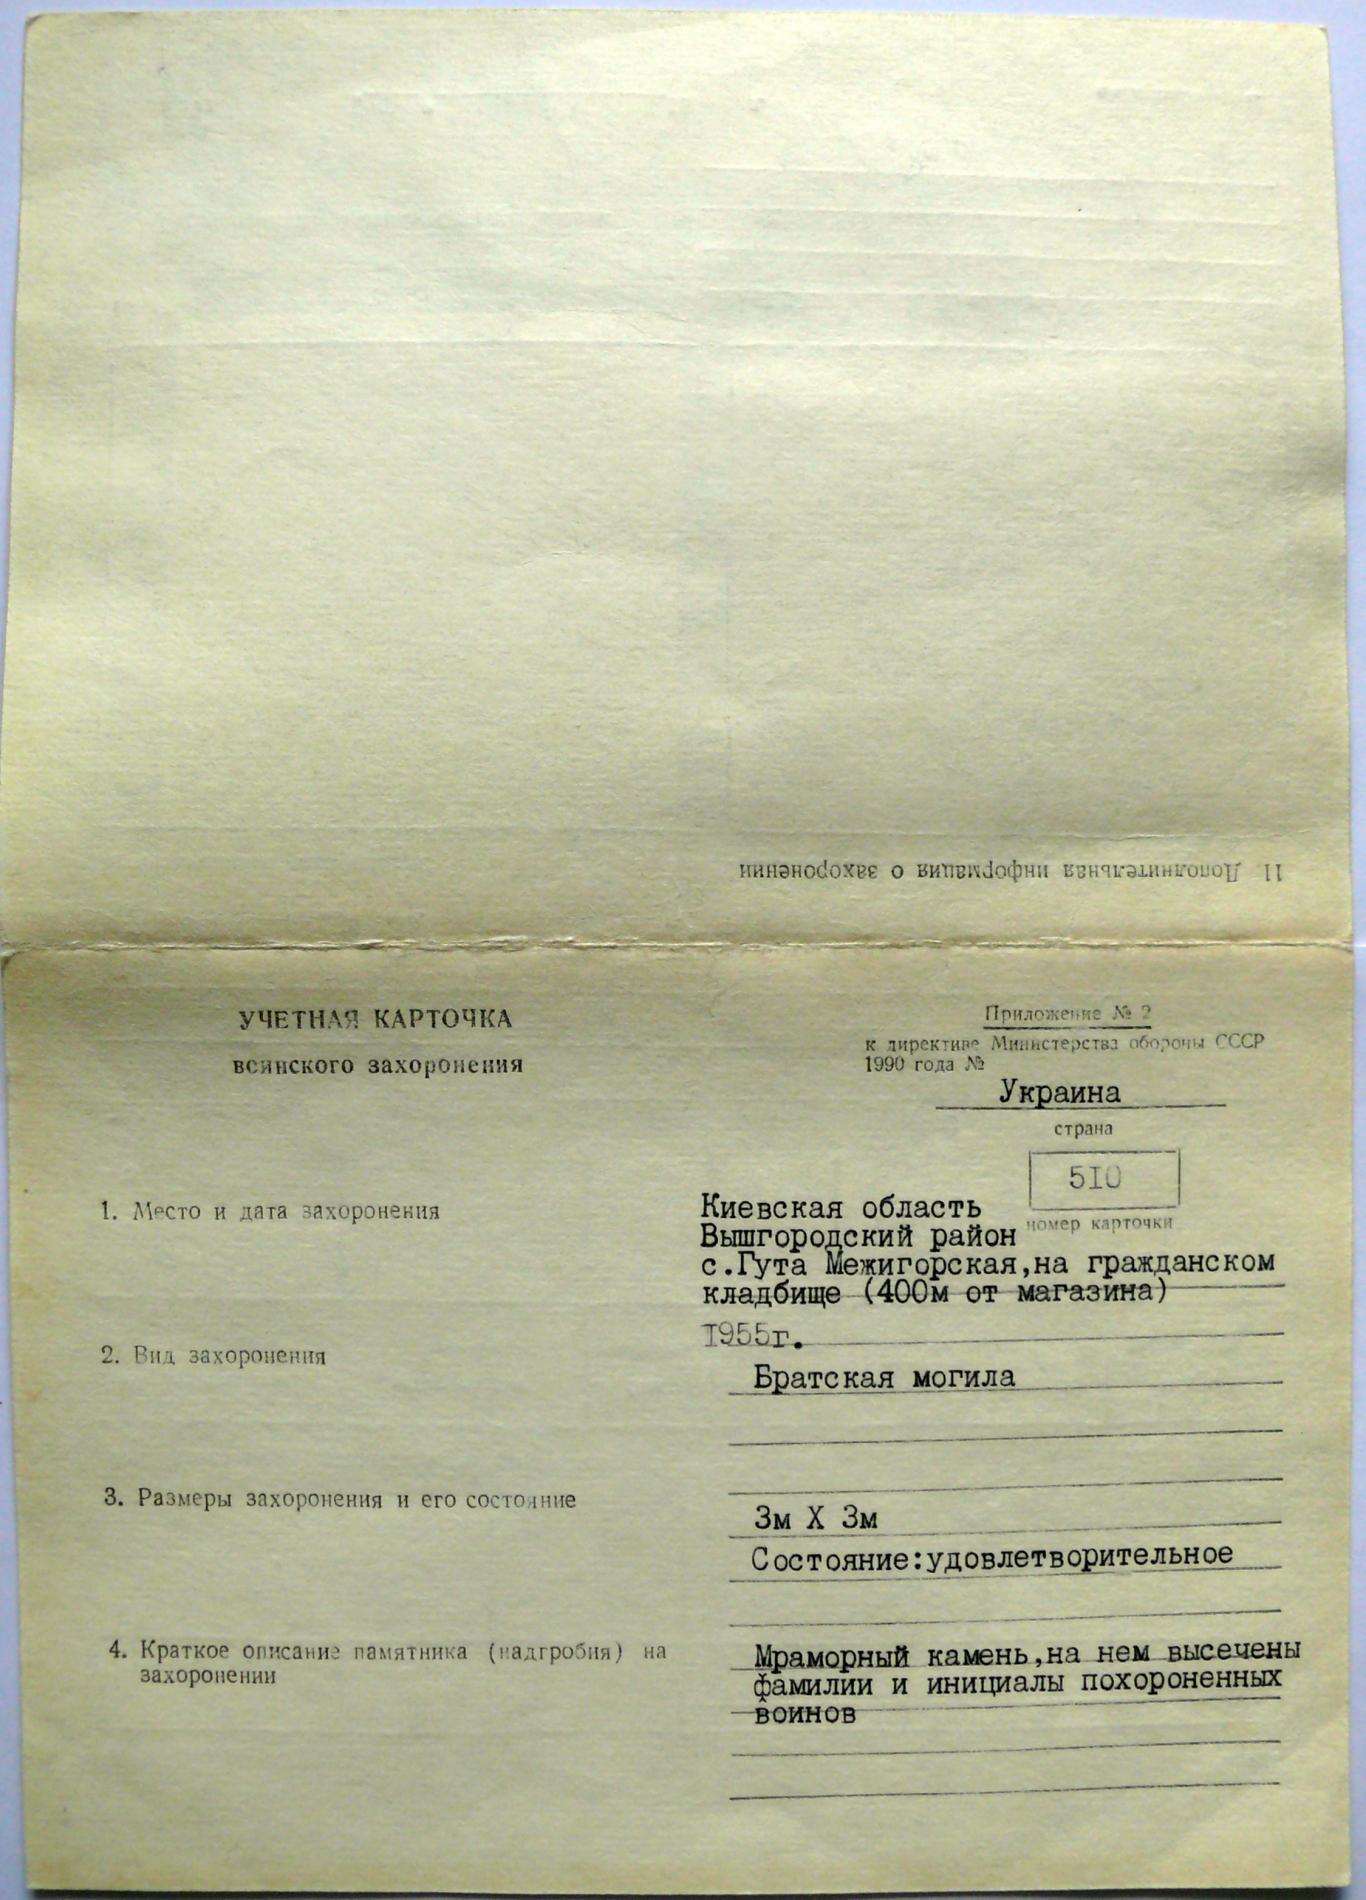 11 Дополнительная информация о захоронении
УЧЕТНАЯ КАРТОЧКА
воинского захоронения
Приложение № 2
к директиве Министерства обороны СССР
1990 года №
Украина
страна
510
номер карточки
1. Место и дата захоронения
Киевская область
Вышгородский район
с.Гута Межигорская,на гражданском
кладбище (400м от магазина)
1955г.
2. Вид захоронения
Братская могила
3. Размеры захоронения и его состояние
3м Х 3м
Состояние:удовлетворительное
4. Краткое описание памятника (надгробия) на
захоронении
Мраморный камень,на нем высечены
фамилии и инициалы похороненных
воинов